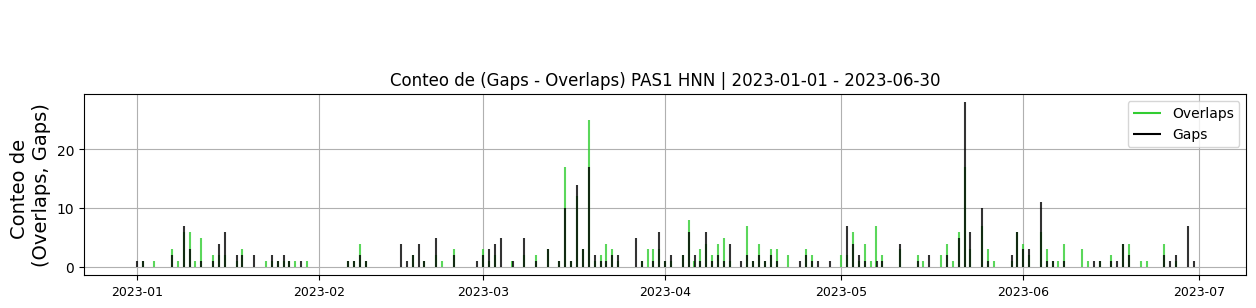 Conteo de (Gaps - Overlaps) PAS1 HNN | 2023-01-01 - 2023-06-30
Conteo de
(Overlaps, Gaps)
20
10
0
Overlaps
Gaps
2023-01
2023-02
2023-03
2023-04
2023-05
2023-06
2023-07